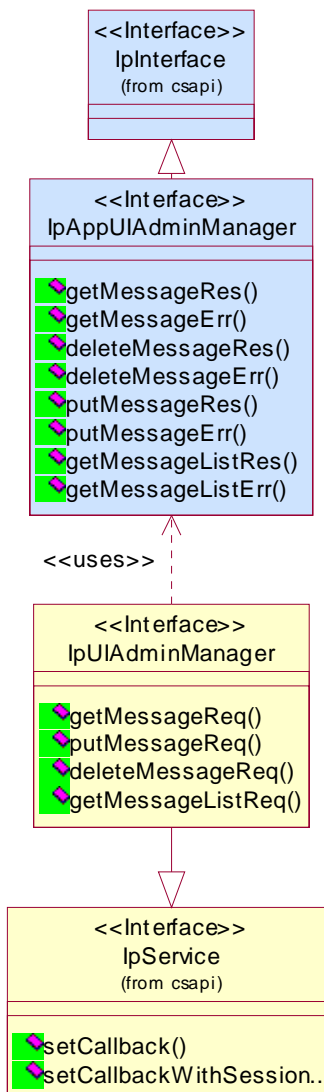 <<Interface>>
IpInterface
(from csapi)
<<Interface>>
IpAppUIAdminManager
getMessageRes()
getMessageErr()
deleteMessageRes()
deleteMessageErr()
putMessageRes()
putMessageErr()
getMessageListRes()
getMessageListErr()
<<uses>>
<<Interface>>
IpUIAdminManager
getMessageReq()
putMessageReq()
deleteMessageReq()
getMessageListReq()
<<Interface>>
IpService
(from csapi)
setCallback()
setCallbackWithSession..